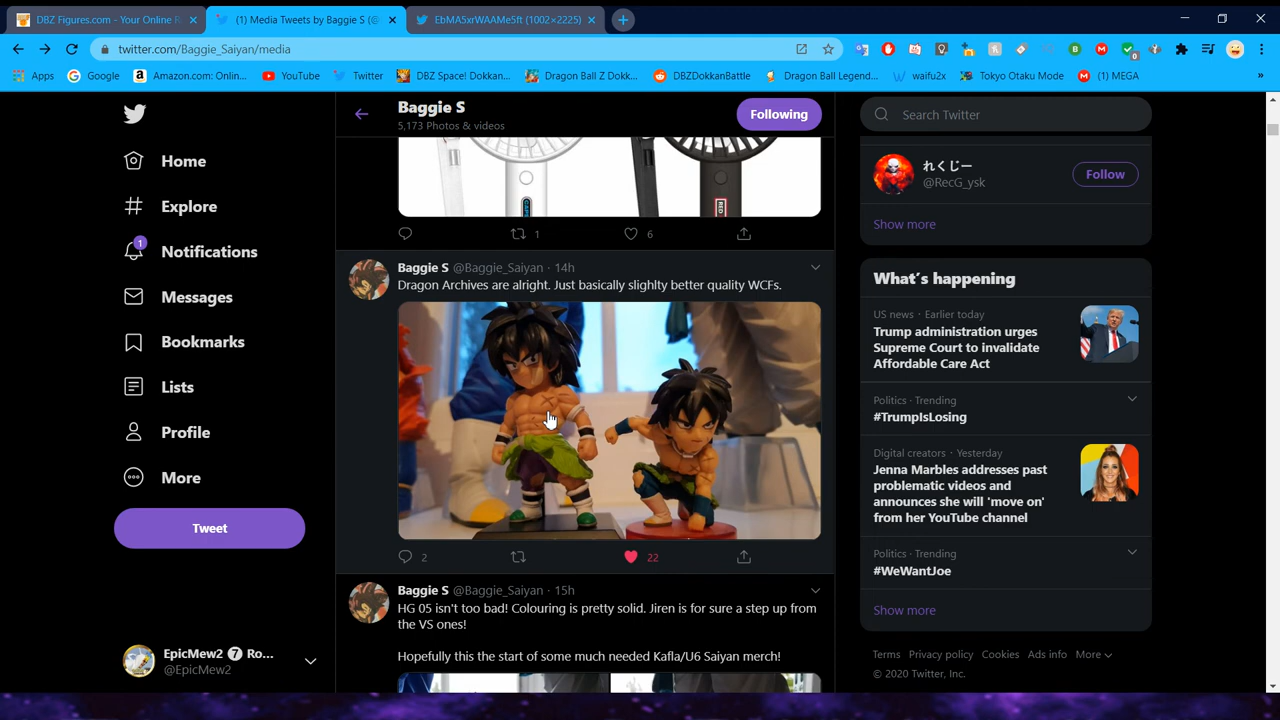 DBZ Figures.com - Your Online R
(1) Media Tweets by Baggie S (@
EbMA5xrWAAMe5ft (1002×2225)
twitter.com/Baggie_Saiyan/media
Apps
Google
Amazon.com: Onlin...
YouTube
Twitter
DBZ Space! Dokkan...
Dragon Ball Z Dokk...
DBZDokkanBattle
Dragon Ball Legend...
waifu2x
Tokyo Otaku Mode
(1) MEGA
»
Home
Explore
1
Notifications
Messages
Bookmarks
Lists
Profile
More
Tweet
EpicMew2 7 Ro...
@EpicMew2
Baggie S
5,173 Photos & videos
Following
1
6
Baggie S @Baggie_Saiyan · 14h
Dragon Archives are alright. Just basically slighlty better quality WCFs.
2
22
Baggie S @Baggie_Saiyan · 15h
HG 05 isn't too bad! Colouring is pretty solid. Jiren is for sure a step up from
the VS ones!
Hopefully this the start of some much needed Kafla/U6 Saiyan merch!
Search Twitter
れくじー
@RecG_ysk
Follow
Show more
What's happening
US news · Earlier today
Trump administration urges
Supreme Court to invalidate
Affordable Care Act
Politics · Trending
#TrumpIsLosing
Digital creators · Yesterday
Jenna Marbles addresses past
problematic videos and
announces she will 'move on'
from her YouTube channel
Politics · Trending
#WeWantJoe
Show more
Terms Privacy policy Cookies Ads info More
© 2020 Twitter, Inc.